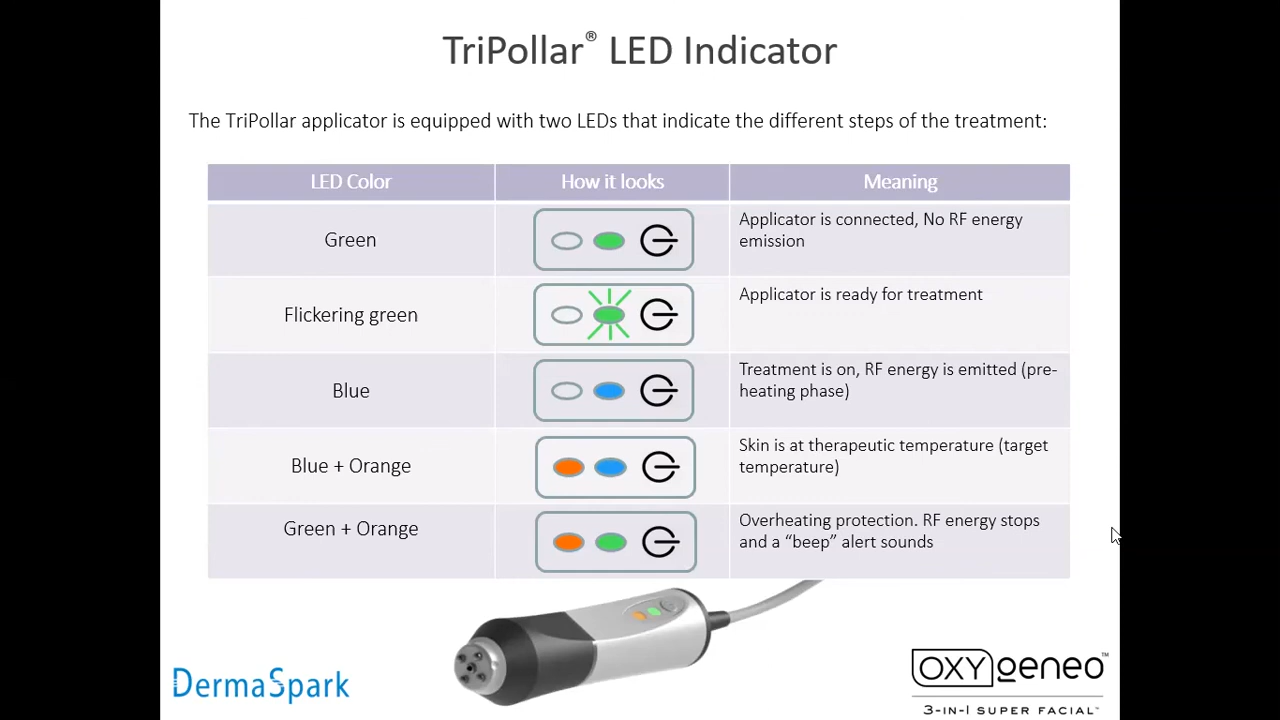 TriPollar® LED Indicator
The TriPollar applicator is equipped with two LEDs that indicate the different steps of the treatment:
LED Color
How it looks
Meaning
Green
Applicator is connected, No RF energy
emission
Flickering green
Applicator is ready for treatment
Blue
Treatment is on, RF energy is emitted (pre-
heating phase)
Blue + Orange
Skin is at therapeutic temperature (target
temperature)
Green + Orange
Overheating protection. RF energy stops
and a “beep” alert sounds
DermaSpark
OXYgeneo™
3-IN-1 SUPER FACIAL™